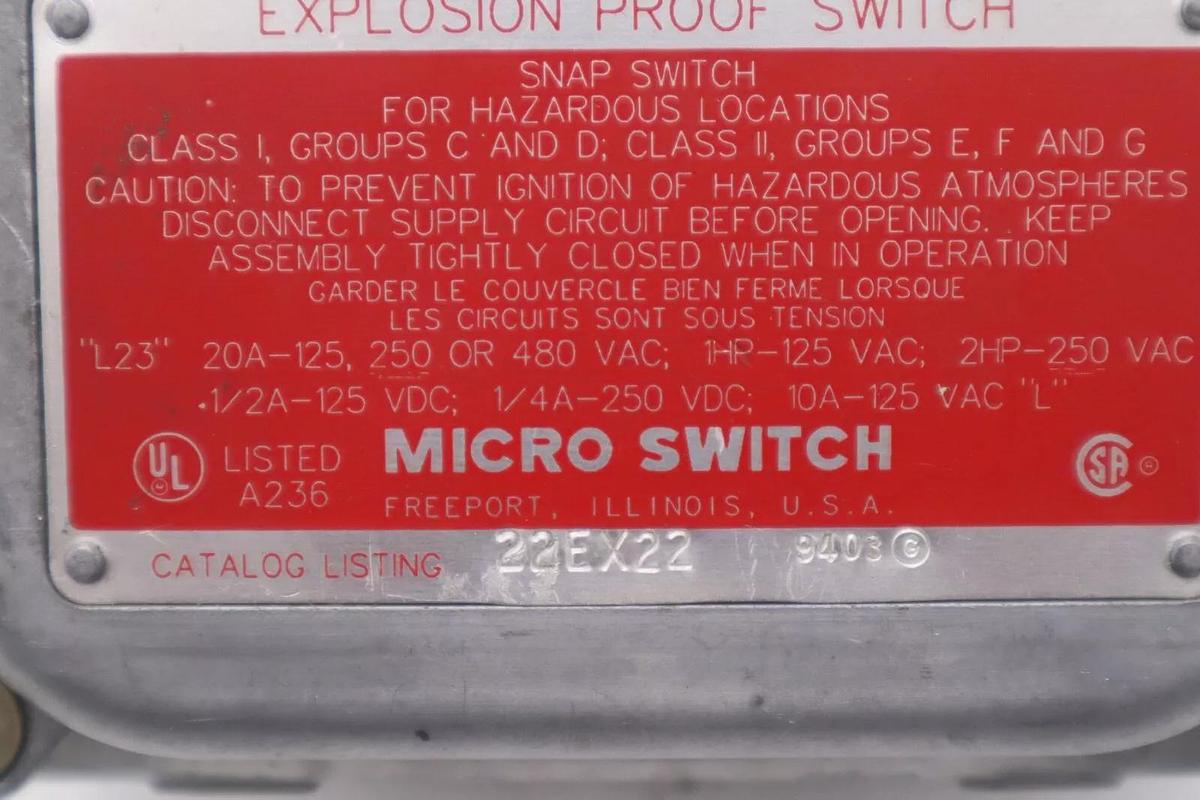 EXPLOSION PROOF SWITCH
SNAP SWITCH
FOR HAZARDOUS LOCATIONS
CLASS I, GROUPS C AND D; CLASS II, GROUPS E, F AND G
CAUTION: TO PREVENT IGNITION OF HAZARDOUS ATMOSPHERES
DISCONNECT SUPPLY CIRCUIT BEFORE OPENING. KEEP
ASSEMBLY TIGHTLY CLOSED WHEN IN OPERATION
GARDER LE COUVERCLE BIEN FERME LORSQUE
LES CIRCUITS SONT SOUS TENSION
"L23" 20A-125, 250 OR 480 VAC; 1HP-125 VAC; 2HP-250 VAC
1/2A-125 VDC; 1/4A-250 VDC; 10A-125 VAC "L"
UL LISTED A236
MICRO SWITCH
FREEPORT, ILLINOIS, U.S.A.
SA ®
CATALOG LISTING 22EX22 9403 G